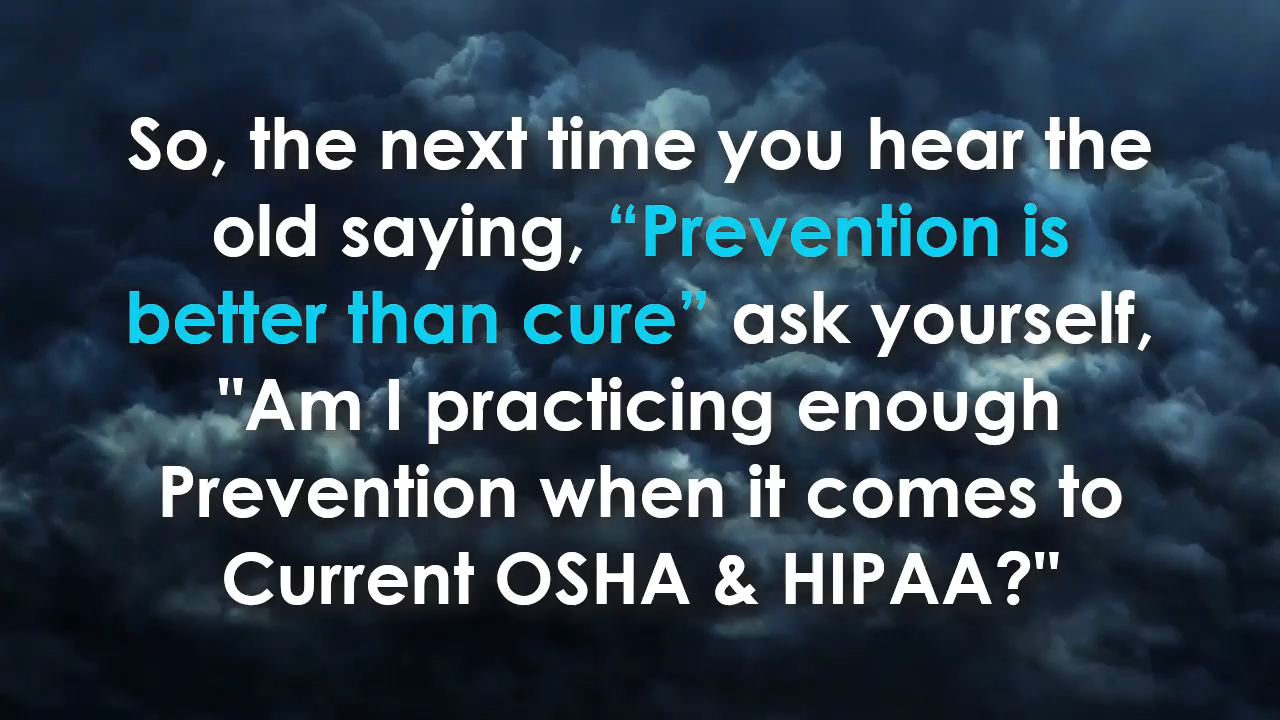 So, the next time you hear the
old saying, “Prevention is
better than cure” ask yourself,
"Am I practicing enough
Prevention when it comes to
Current OSHA & HIPAA?"